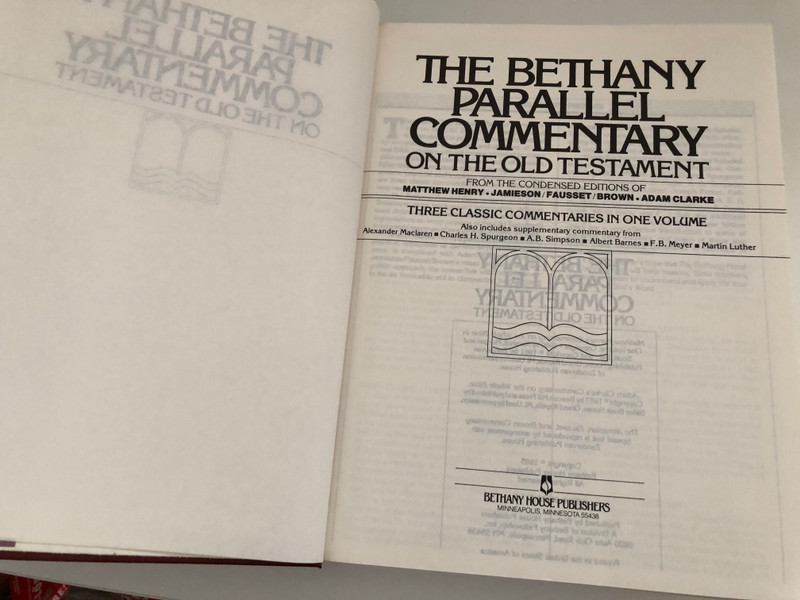 THE BETHANY
PARALLEL
COMMENTARY
ON THE OLD TESTAMENT
FROM THE CONDENSED EDITIONS OF
MATTHEW HENRY • JAMIESON/FAUSSET/BROWN • ADAM CLARKE
THREE CLASSIC COMMENTARIES IN ONE VOLUME
Also includes supplementary commentary from
Alexander Maclaren ■ Charles H. Spurgeon ■ A.B. Simpson ■ Albert Barnes ■ F.B. Meyer ■ Martin Luther
BETHANY HOUSE PUBLISHERS
MINNEAPOLIS, MINNESOTA 55438